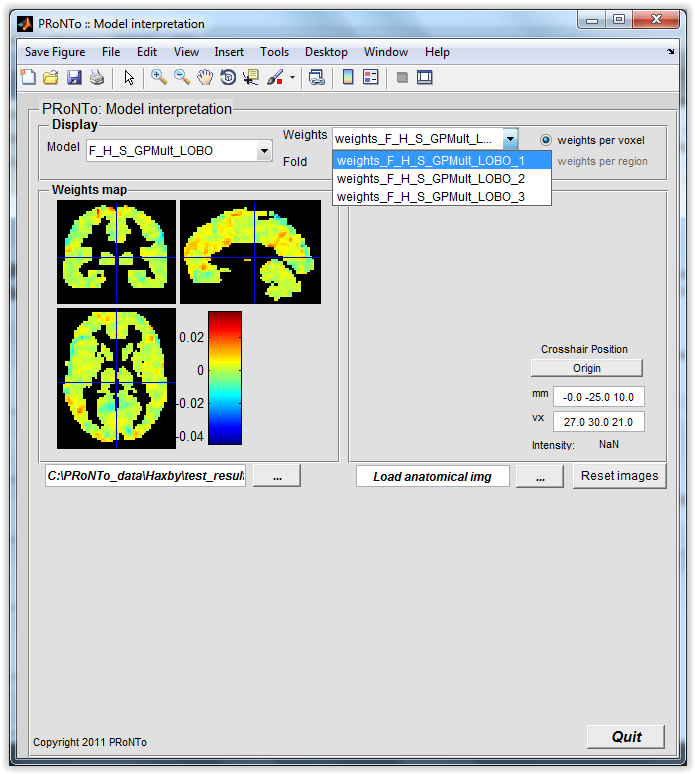 PRoNTo :: Model interpretation
Save Figure File Edit View Insert Tools Desktop Window Help
PRoNTo: Model interpretation
Display
Model F_H_S_GPMult_LOBO
Weights weights_F_H_S_GPMult_L...
weights per voxel
Fold
weights_F_H_S_GPMult_LOBO_1
weights per region
weights_F_H_S_GPMult_LOBO_2
weights_F_H_S_GPMult_LOBO_3
Weights map
0.02
0
-0.02
-0.04
Crosshair Position
Origin
mm -0.0 -25.0 10.0
vx 27.0 30.0 21.0
Intensity: NaN
C:\PRoNTo_data\Haxby\test_resul
...
Load anatomical img
...
Reset images
Copyright 2011 PRoNTo
Quit